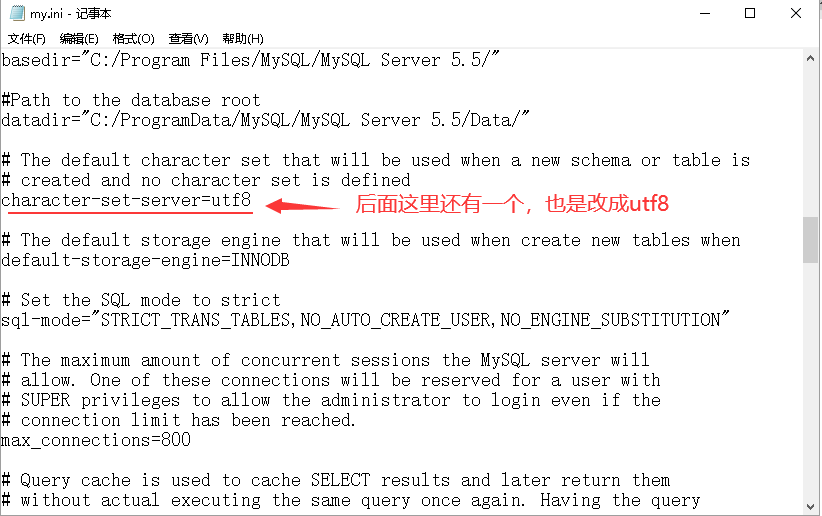 my.ini - 记事本
文件(F) 编辑(E) 格式(O) 查看(V) 帮助(H)
basedir="C:/Program Files/MySQL/MySQL Server 5.5/"
#Path to the database root
datadir="C:/ProgramData/MySQL/MySQL Server 5.5/Data/"
# The default character set that will be used when a new schema or table is
# created and no character set is defined
character-set-server=utf8
后面这里还有一个，也是改成utf8
# The default storage engine that will be used when create new tables when
default-storage-engine=INNODB
# Set the SQL mode to strict
sql-mode="STRICT_TRANS_TABLES,NO_AUTO_CREATE_USER,NO_ENGINE_SUBSTITUTION"
# The maximum amount of concurrent sessions the MySQL server will
# allow. One of these connections will be reserved for a user with
# SUPER privileges to allow the administrator to login even if the
# connection limit has been reached.
max_connections=800
# Query cache is used to cache SELECT results and later return them
# without actual executing the same query once again. Having the query